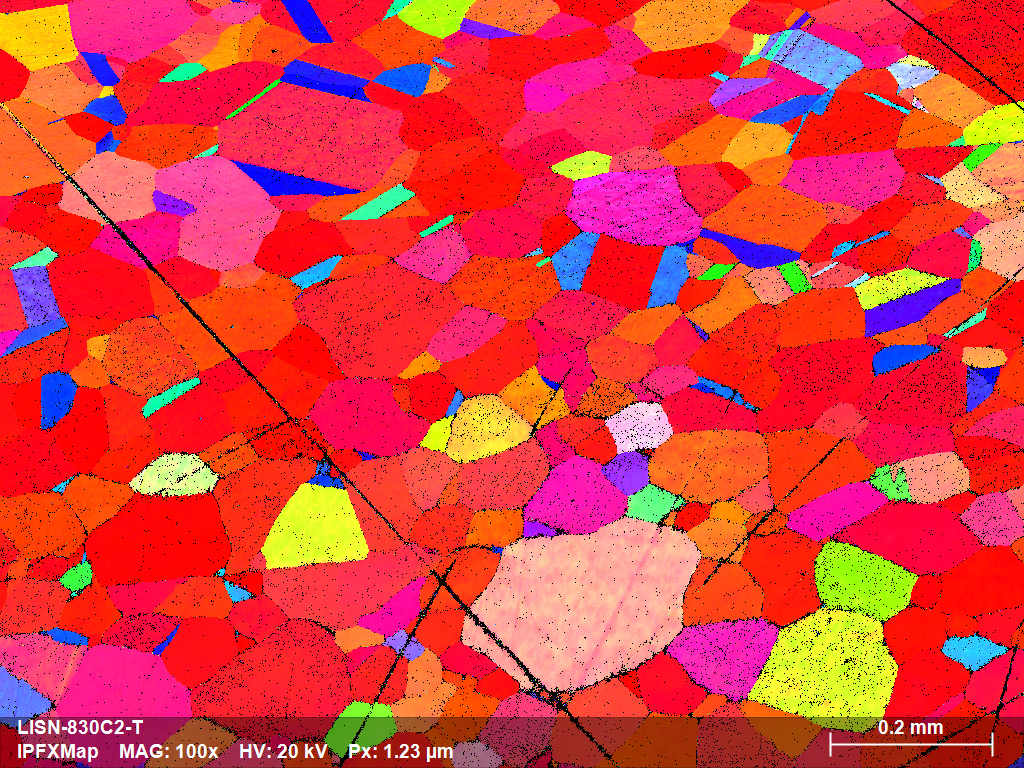 LISN-830C2-T
0.2 mm
IPFXMap MAG: 100x HV: 20 kV Px: 1.23 µm